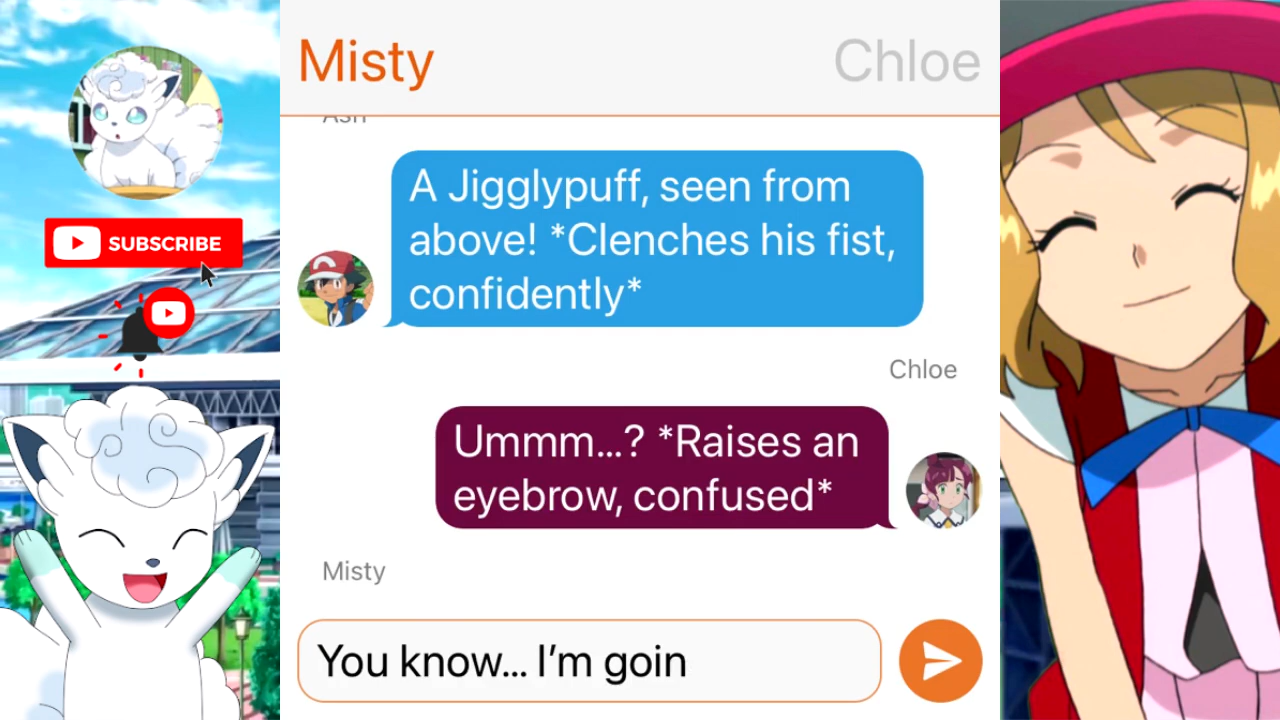 Misty
Chloe
Ash
SUBSCRIBE
A Jigglypuff, seen from
above! *Clenches his fist,
confidently*
Chloe
Ummm...? *Raises an
eyebrow, confused*
Misty
You know... I’m goin